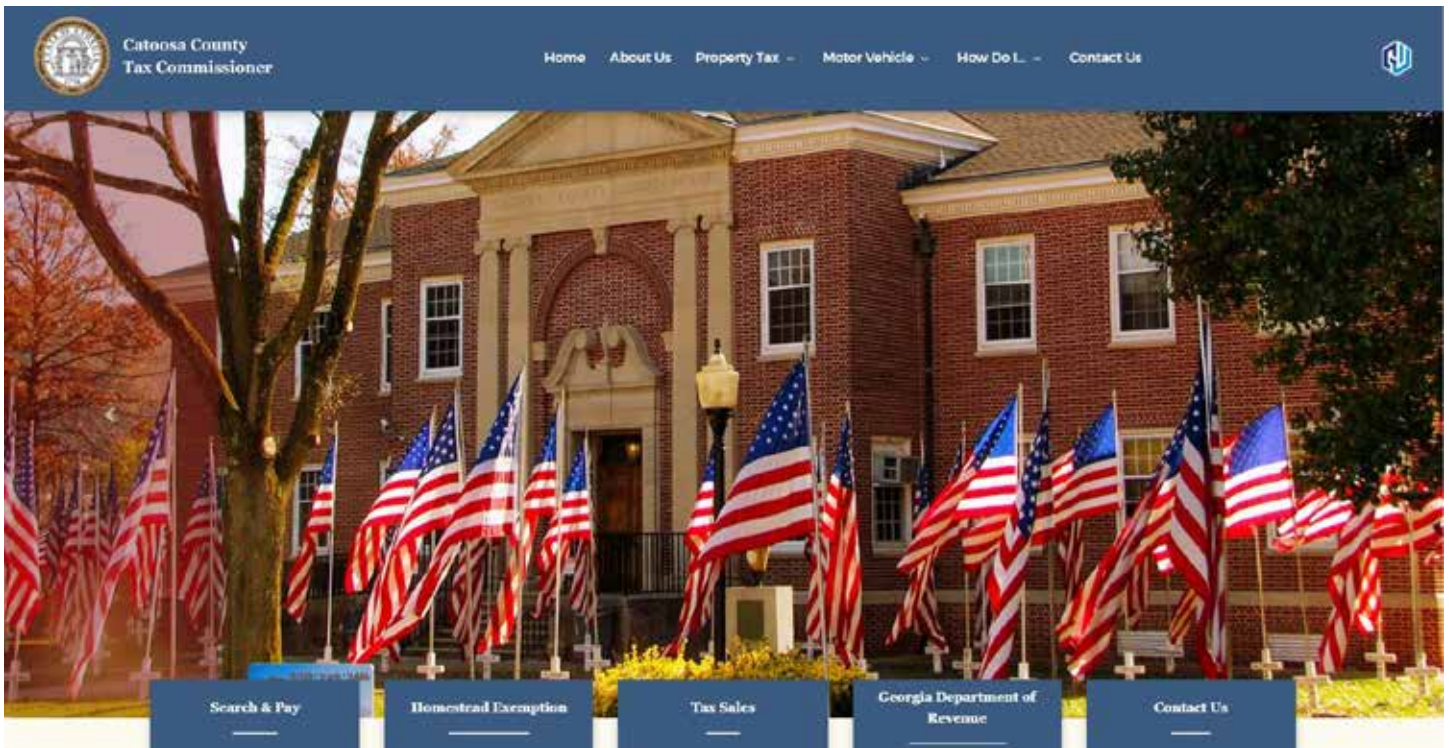 Catoosa County
Tax Commissioner
Home About Us Property Tax Motor Vehicle How Do I... Contact Us
Search & Pay
Homestead Exemption
Tax Sales
Georgia Department of
Revenue
Contact Us